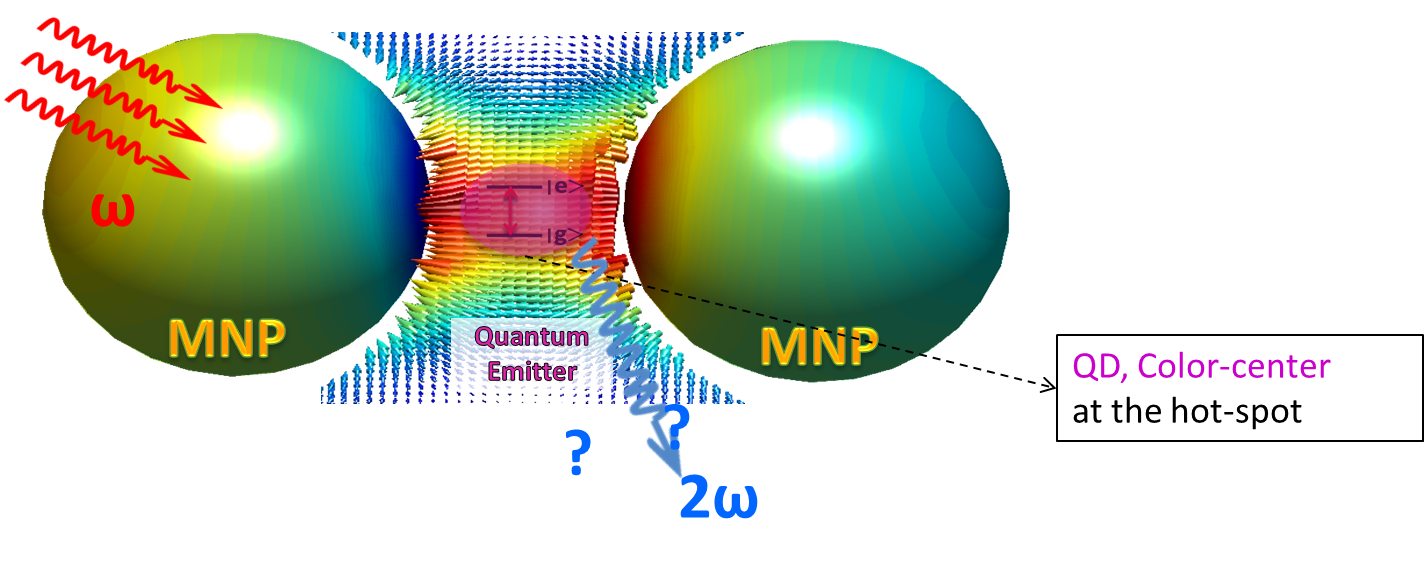 ω
MNP
|e>
|g>
Quantum
Emitter
MNP
QD, Color-center
at the hot-spot
?
?
2ω